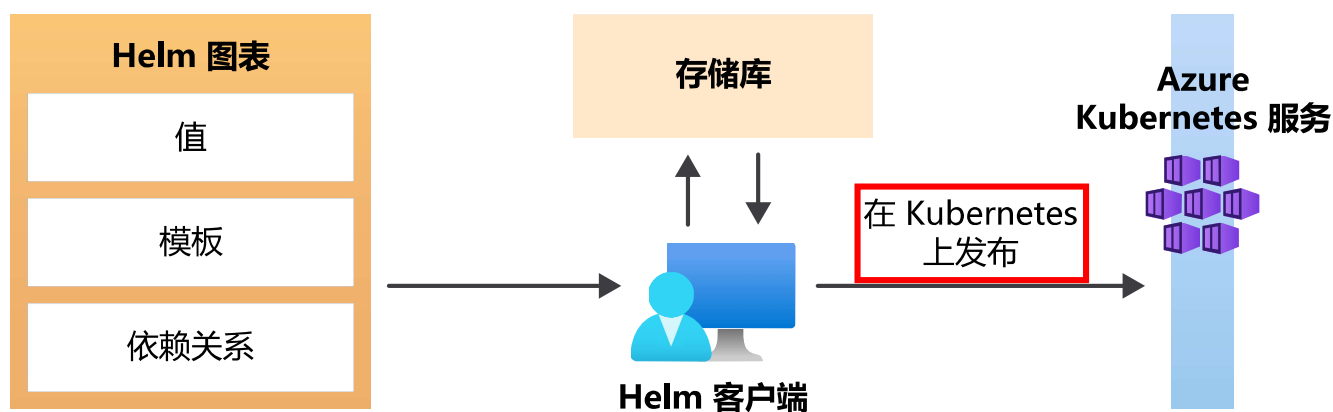 Helm 图表
值
模板
依赖关系
存储库
Helm 客户端
在 Kubernetes
上发布
Azure
Kubernetes 服务